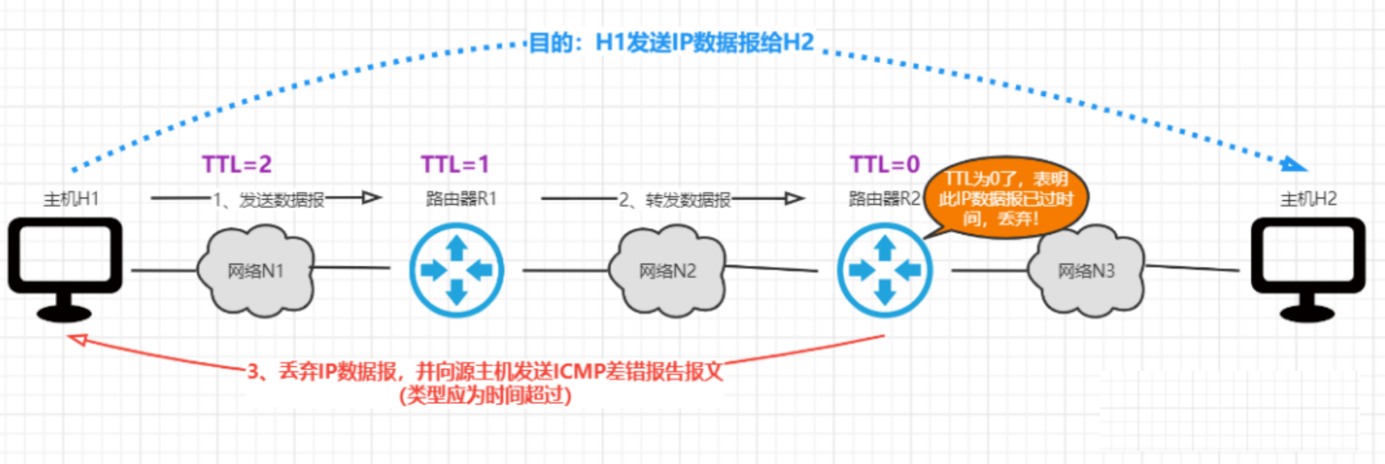 目的：H1发送IP数据报给H2
TTL=2
TTL=1
TTL=0
主机H1
1、发送数据报
路由器R1
2、转发数据报
路由器R2
TTL为0了，表明
此IP数据报已过时
间，丢弃！
主机H2
网络N1
网络N2
网络N3
3、丢弃IP数据报，并向源主机发送ICMP差错报告报文
(类型应为时间超过)